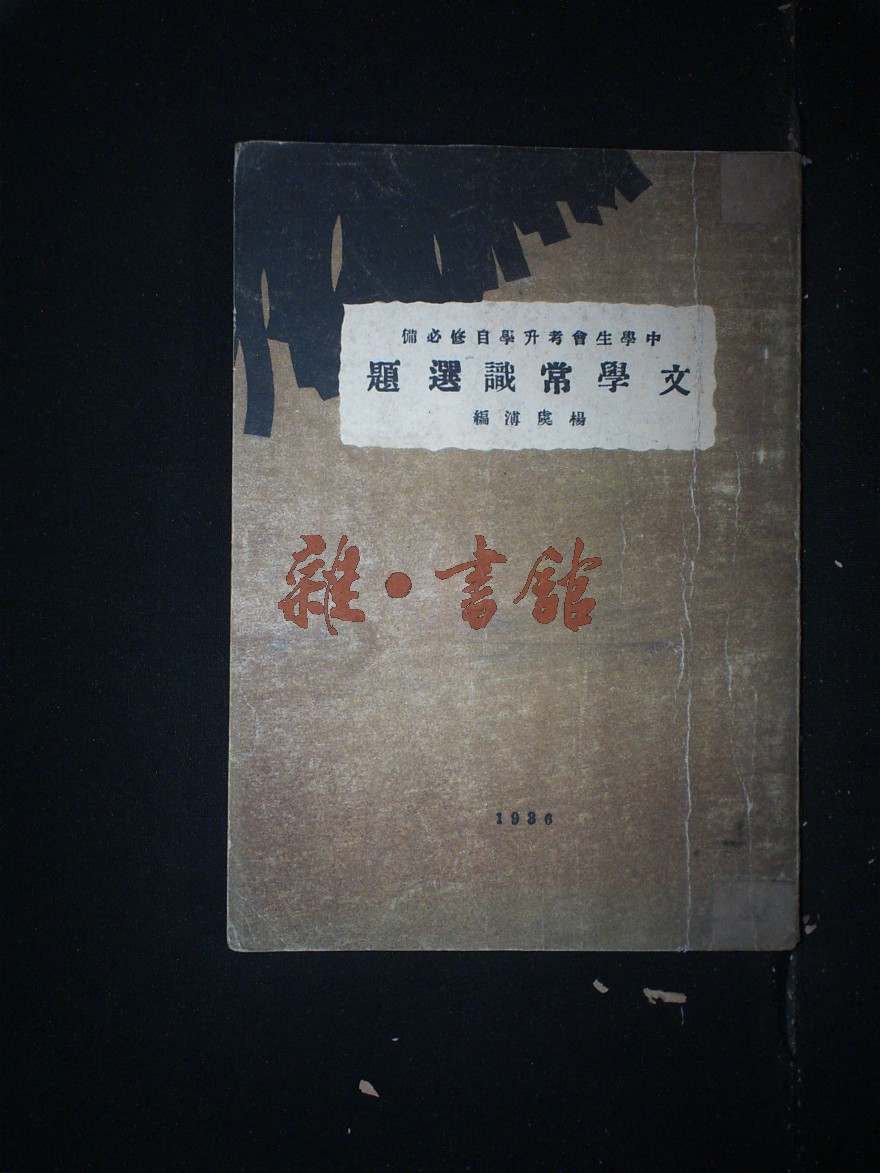 中學生會考升學自修必備
文學常識選題
楊處溥編
雜·書館
1936